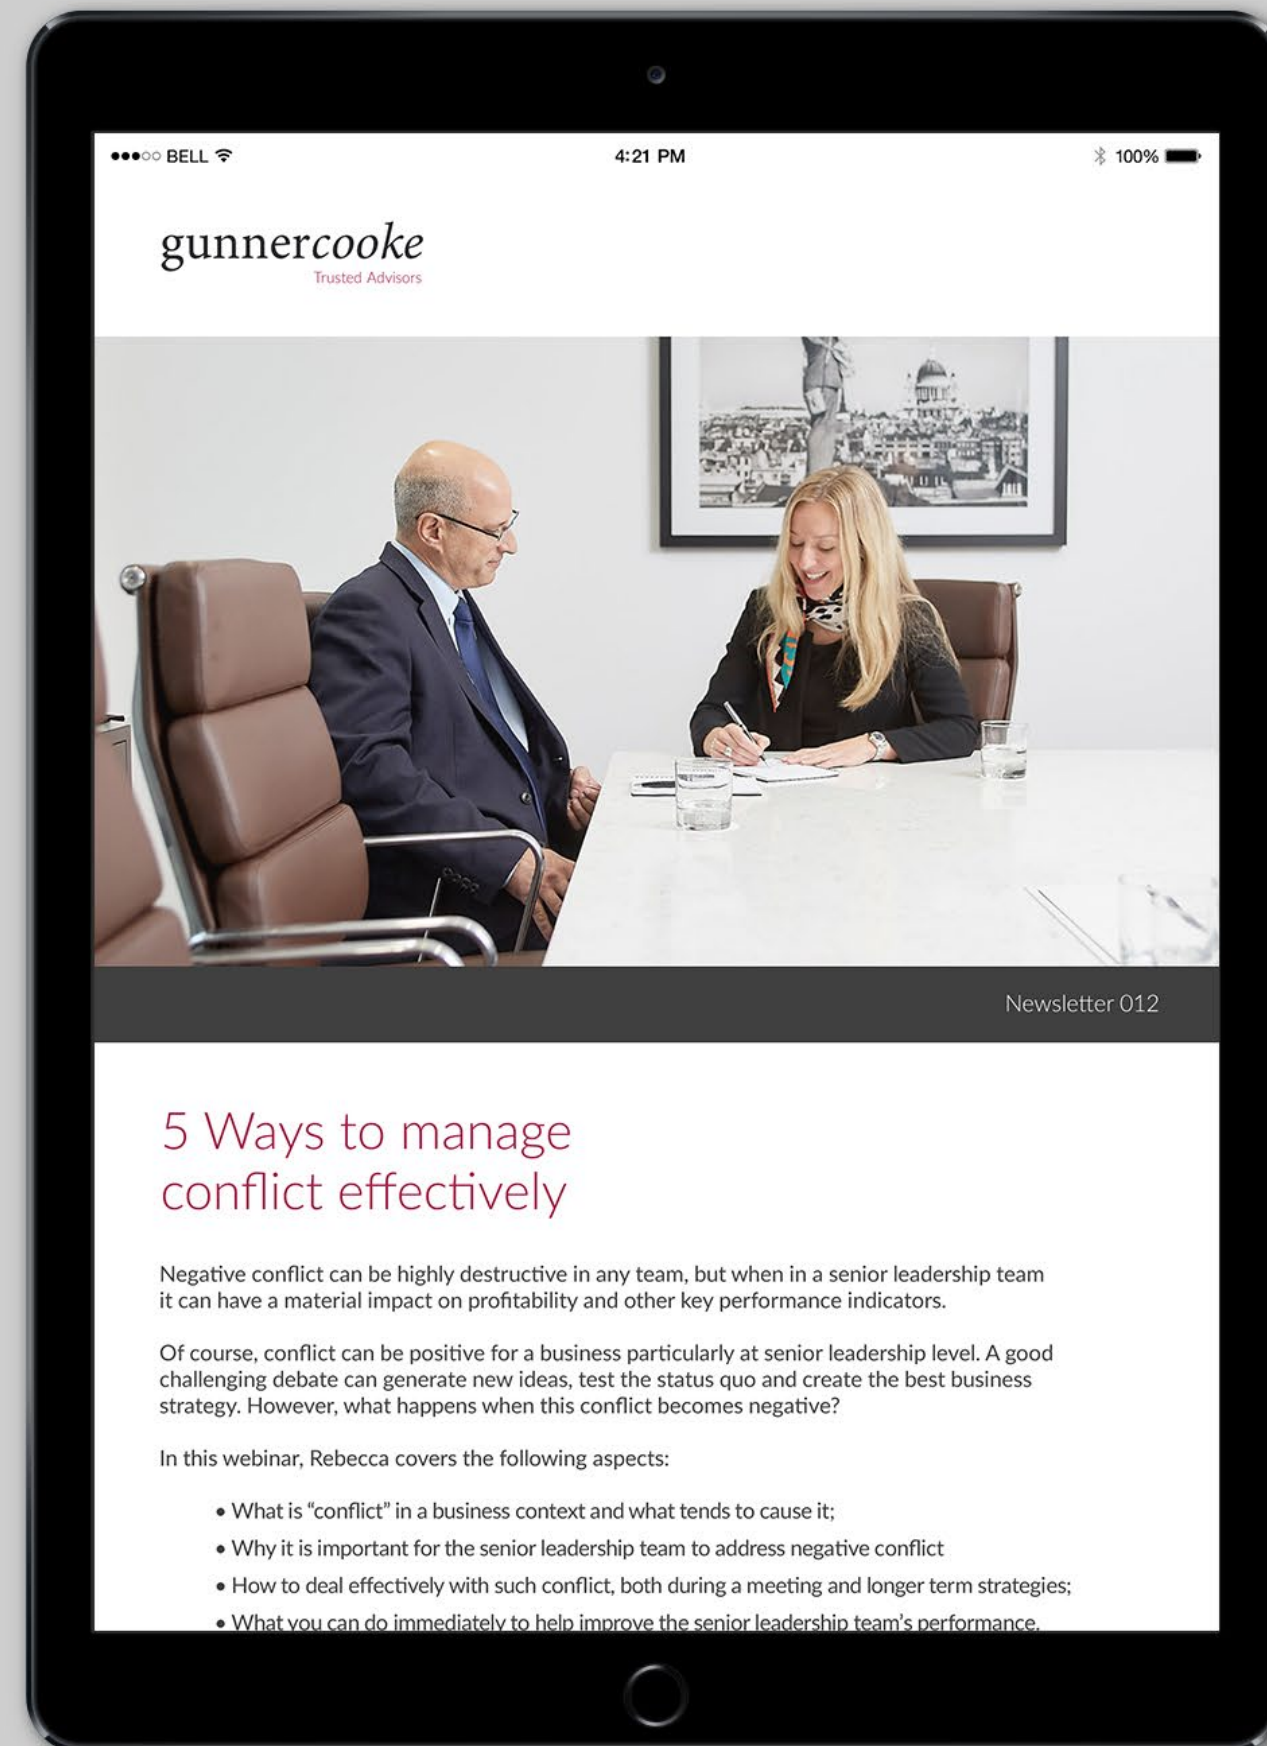 BELL
4:21 PM
100%
gunnercooke
Trusted Advisors
Newsletter 012
5 Ways to manage
conflict effectively
Negative conflict can be highly destructive in any team, but when in a senior leadership team
it can have a material impact on profitability and other key performance indicators.
Of course, conflict can be positive for a business particularly at senior leadership level. A good
challenging debate can generate new ideas, test the status quo and create the best business
strategy. However, what happens when this conflict becomes negative?
In this webinar, Rebecca covers the following aspects:
• What is “conflict” in a business context and what tends to cause it;
• Why it is important for the senior leadership team to address negative conflict
• How to deal effectively with such conflict, both during a meeting and longer term strategies;
• What you can do immediately to help improve the senior leadership team’s performance.